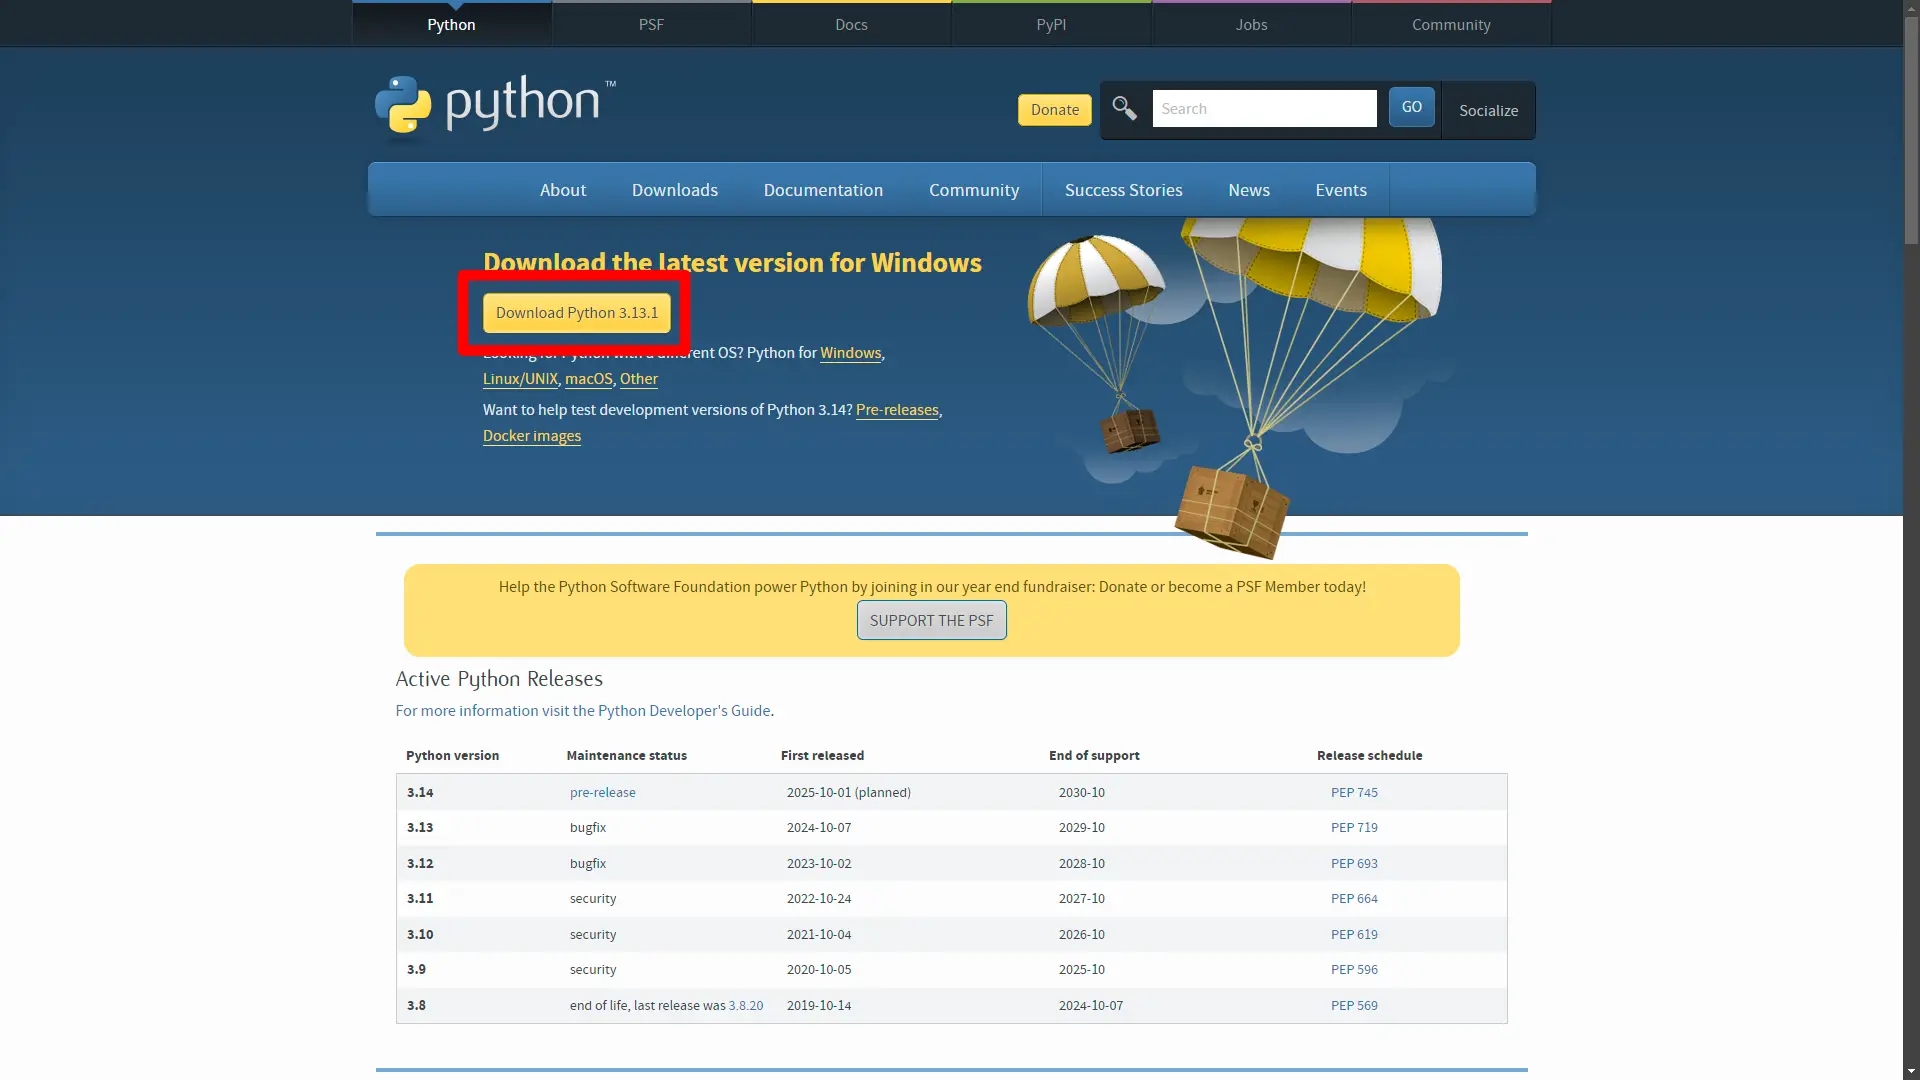 Python PSF Docs PyPI Jobs Community
python™
Donate Search GO Socialize
About Downloads Documentation Community Success Stories News Events
Download the latest version for Windows
Download Python 3.13.1
Looking for Python with a different OS? Python for Windows,
Linux/UNIX, macOS, Other
Want to help test development versions of Python 3.14? Pre-releases,
Docker images
Help the Python Software Foundation power Python by joining in our year end fundraiser: Donate or become a PSF Member today!
SUPPORT THE PSF
Active Python Releases
For more information visit the Python Developer's Guide.
Python version Maintenance status First released End of support Release schedule
3.14 pre-release 2025-10-01 (planned) 2030-10 PEP 745
3.13 bugfix 2024-10-07 2029-10 PEP 719
3.12 bugfix 2023-10-02 2028-10 PEP 693
3.11 security 2022-10-24 2027-10 PEP 664
3.10 security 2021-10-04 2026-10 PEP 619
3.9 security 2020-10-05 2025-10 PEP 596
3.8 end of life, last release was 3.8.20 2019-10-14 2024-10-07 PEP 569